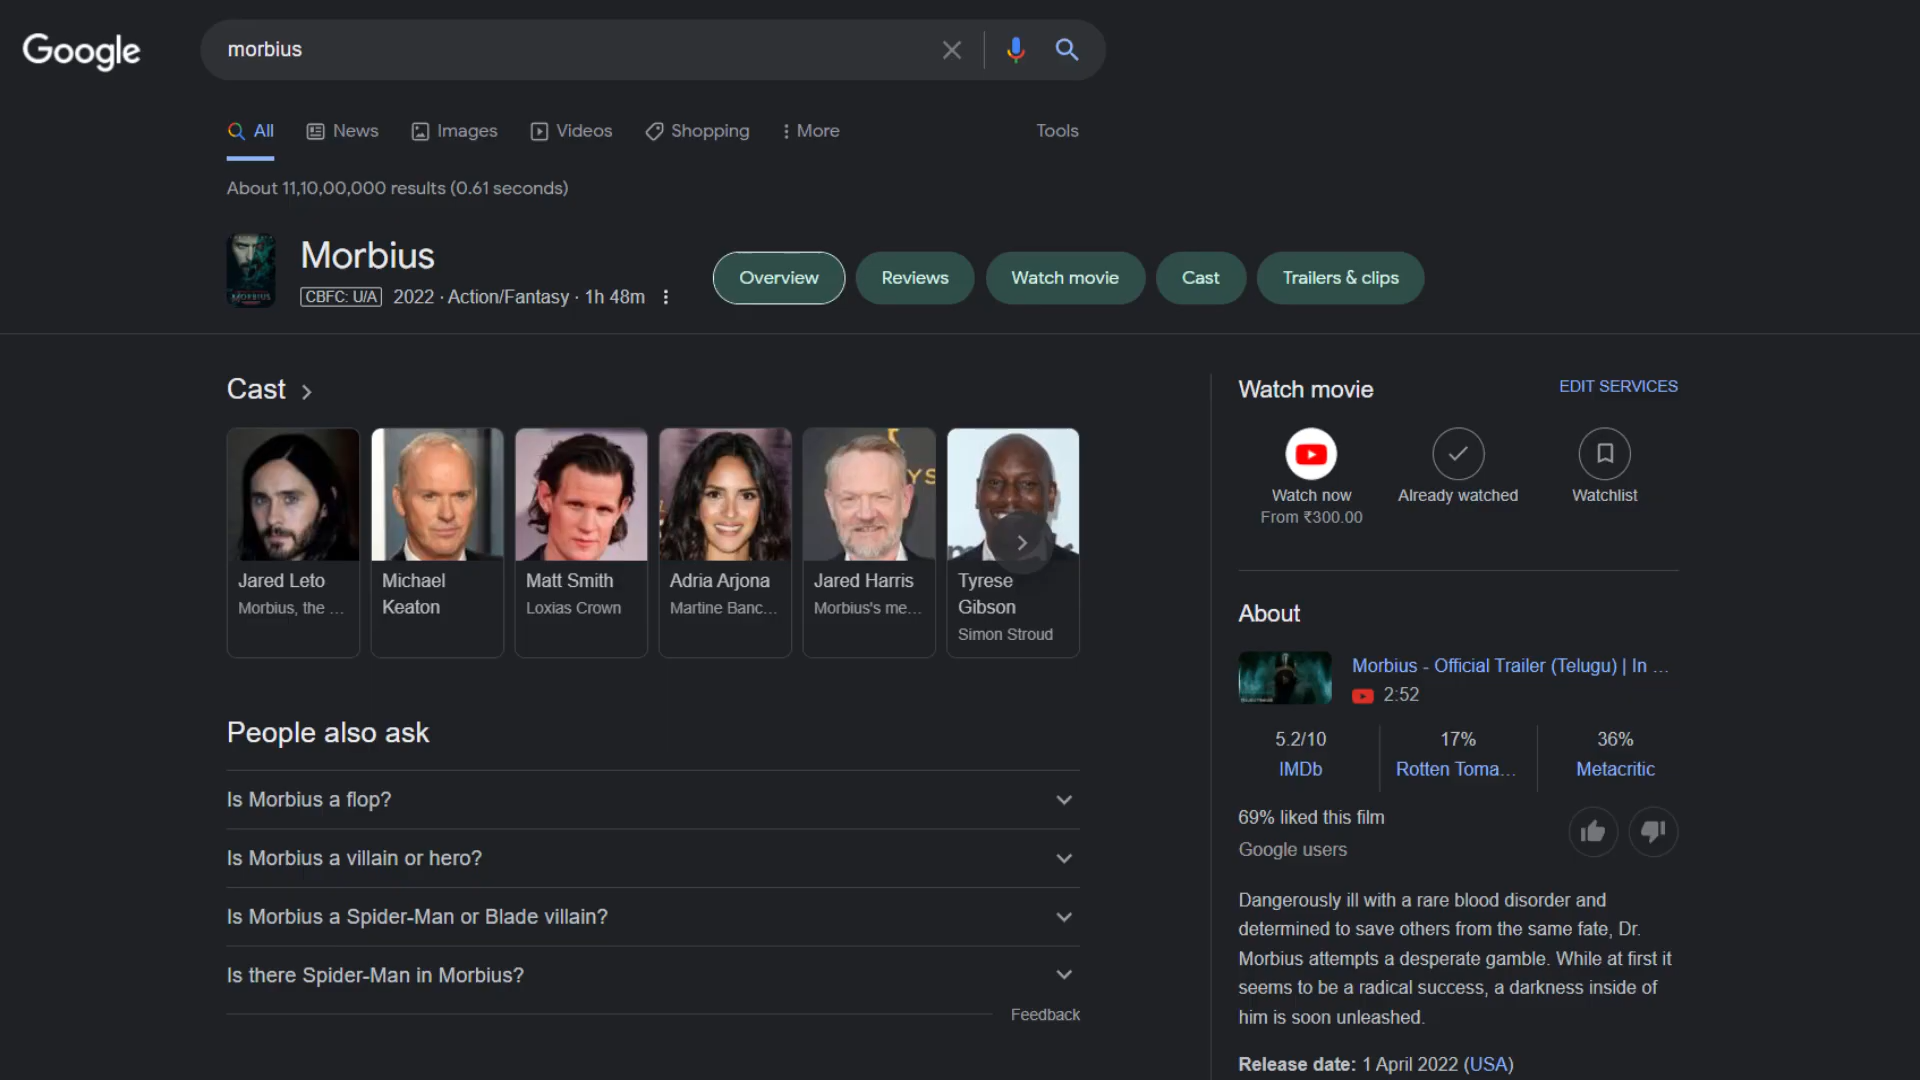 Google
morbius
All
News
Images
Videos
Shopping
More
Tools
About 11,10,00,000 results (0.61 seconds)
MORBIUS
Morbius
CBFC: U/A 2022 · Action/Fantasy · 1h 48m
Overview
Reviews
Watch movie
Cast
Trailers & clips
Cast
Jared Leto
Morbius, the ...
Michael
Keaton
Matt Smith
Loxias Crown
Adria Arjona
Martine Banc...
Jared Harris
Morbius's me...
Tyrese
Gibson
Simon Stroud
People also ask
Is Morbius a flop?
Is Morbius a villain or hero?
Is Morbius a Spider-Man or Blade villain?
Is there Spider-Man in Morbius?
Feedback
Watch movie
EDIT SERVICES
Watch now
From ₹300.00
Already watched
Watchlist
About
Morbius - Official Trailer (Telugu) | In ...
2:52
5.2/10
IMDb
17%
Rotten Toma...
36%
Metacritic
69% liked this film
Google users
Dangerously ill with a rare blood disorder and
determined to save others from the same fate, Dr.
Morbius attempts a desperate gamble. While at first it
seems to be a radical success, a darkness inside of
him is soon unleashed.
Release date: 1 April 2022 (USA)